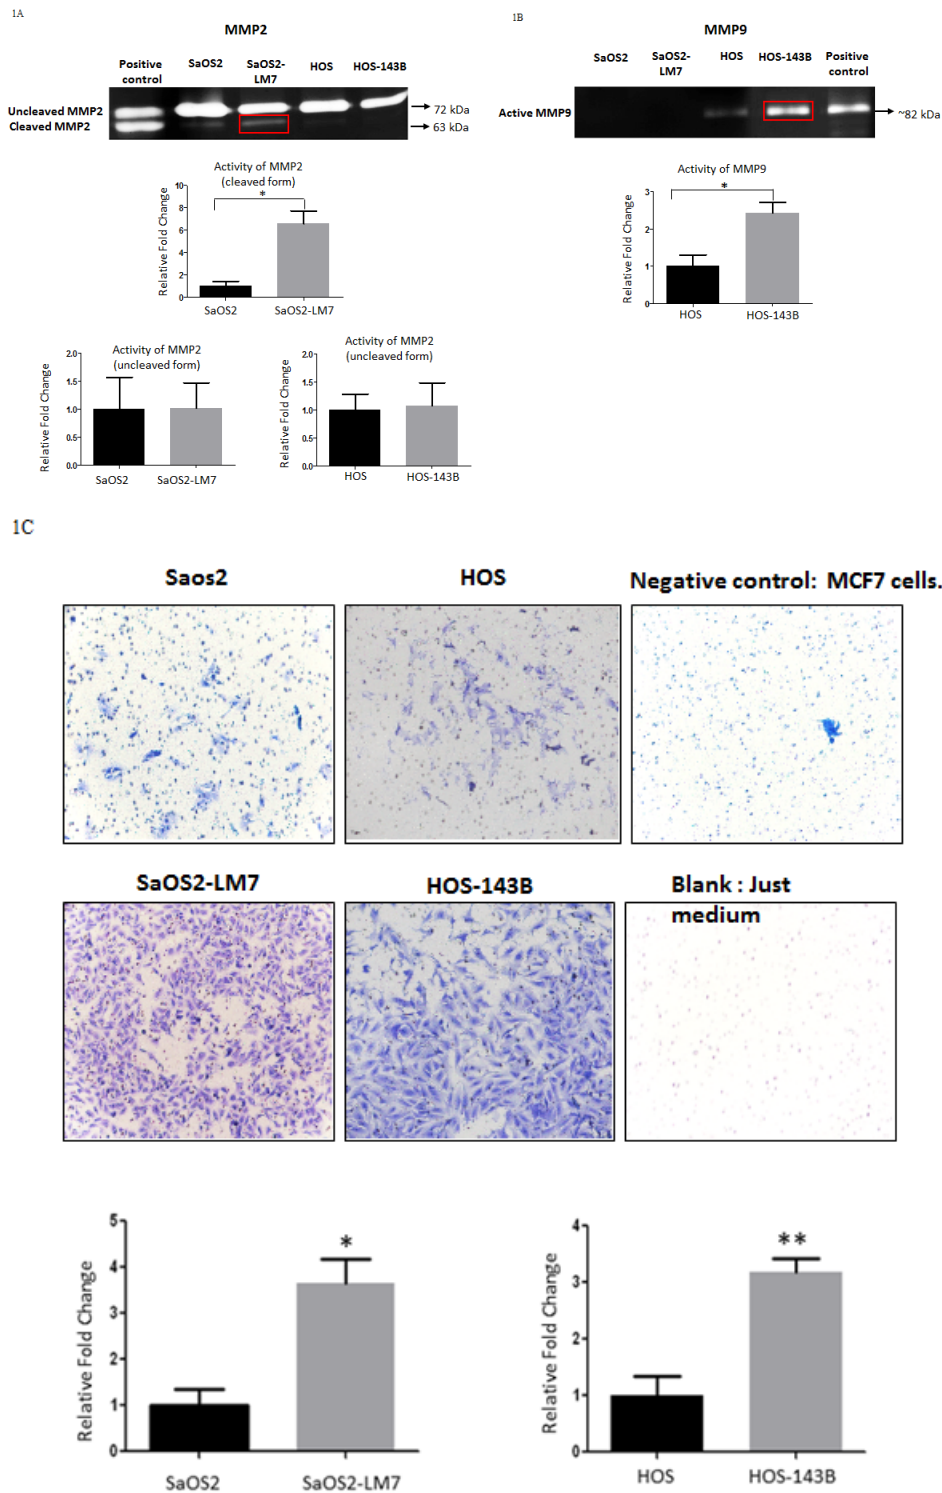 1A
MMP2
Positive control
SaOS2
SaOS2-LM7
HOS
HOS-143B
Uncleaved MMP2
Cleaved MMP2
72 kDa
63 kDa
Activity of MMP2
(cleaved form)
*
Relative Fold Change
10
8
6
4
2
0
SaOS2
SaOS2-LM7
Activity of MMP2
(uncleaved form)
Relative Fold Change
2.0
1.5
1.0
0.5
0.0
SaOS2
SaOS2-LM7
Activity of MMP2
(uncleaved form)
Relative Fold Change
2.0
1.5
1.0
0.5
0.0
HOS
HOS-143B
1B
MMP9
SaOS2
SaOS2-LM7
HOS
HOS-143B
Positive control
Active MMP9
~82 kDa
Activity of MMP9
*
Relative Fold Change
3
2
1
0
HOS
HOS-143B
1C
Saos2
HOS
Negative control: MCF7 cells.
SaOS2-LM7
HOS-143B
Blank : Just
medium
Relative Fold Change
5
4
3
2
1
0
*
SaOS2
SaOS2-LM7
Relative Fold Change
4
3
2
1
0
**
HOS
HOS-143B